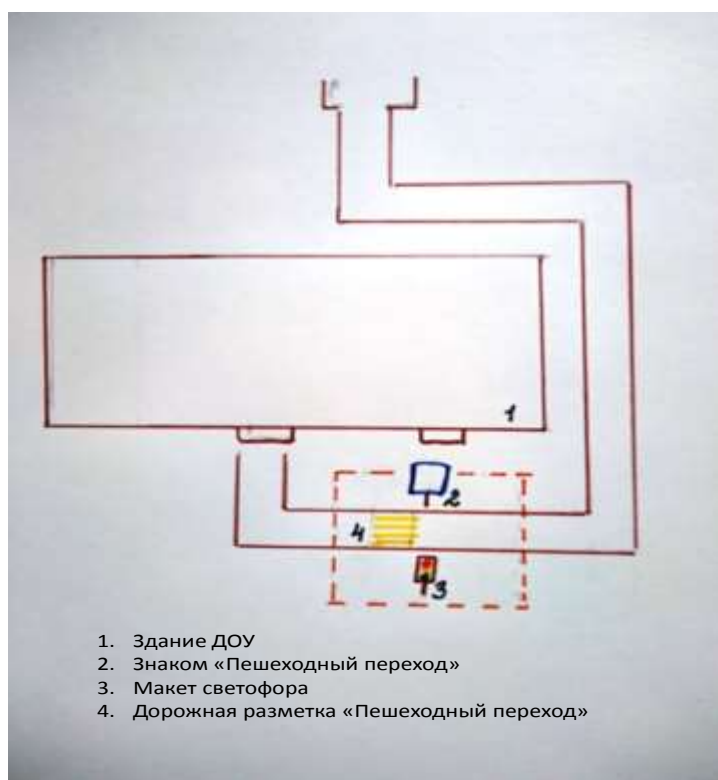 1
2
4
3
1. Здание ДОУ
2. Знаком «Пешеходный переход»
3. Макет светофора
4. Дорожная разметка «Пешеходный переход»